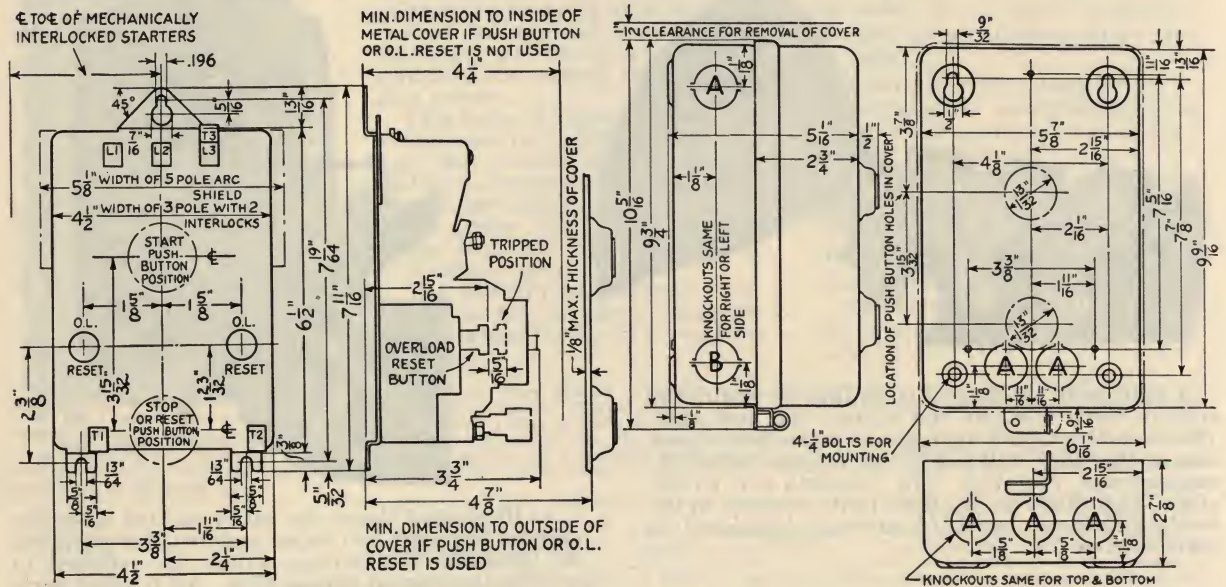 ℄ TO ℄ OF MECHANICALLY
INTERLOCKED STARTERS
.196
45°
5/16"
13/16"
7/16"
L1
L2
T3
L3
5 1/8" WIDTH OF 5 POLE ARC
SHIELD
4 1/2" WIDTH OF 3 POLE WITH 2
INTERLOCKS
START
PUSH
BUTTON
POSITION
℄
1 5/8"
1 5/8"
O.L.
RESET
O.L.
RESET
2 3/8"
3 15/32"
1 23/32"
STOP
OR RESET
PUSH BUTTON
POSITION
℄
T1
T2
3/8"
13/64"
13/64"
5/8"
5/16"
5/8"
5/16"
1 11/16"
3 3/8"
2 1/4"
4 1/2"
6 1/2"
7 19/64"
7 11/16"
5/32"
MIN. DIMENSION TO INSIDE OF
METAL COVER IF PUSH BUTTON
OR O.L. RESET IS NOT USED
4 1/4"
TRIPPED
POSITION
2 15/16"
OVERLOAD
RESET
BUTTON
1/8" MAX. THICKNESS OF COVER
3 3/4"
4 7/8"
MIN. DIMENSION TO OUTSIDE OF
COVER IF PUSH BUTTON OR O.L.
RESET IS USED
1/2" CLEARANCE FOR REMOVAL OF COVER
A
1 1/8"
5 1/16"
1/2"
2 3/4"
1 1/8"
10 5/16"
9 3/4"
KNOCKOUTS SAME
FOR RIGHT OR LEFT
SIDE
B
1 1/8"
1/8"
LOCATION OF PUSH BUTTON HOLES IN COVER
9/32"
11/16"
13/16"
1/2"
3 7/8"
5 7/8"
2 15/16"
4 1/8"
13/32"
2 1/16"
3 15/32"
3 3/8"
1 11/16"
13/32"
7 5/16"
7 7/8"
9 9/16"
A
A
1 1/8"
11/16"
11/16"
9/16"
4-1/4" BOLTS FOR
MOUNTING
6 1/16"
2 15/16"
2 7/8"
A
A
A
1 5/8"
1 5/8"
1 1/8"
KNOCKOUTS SAME FOR TOP & BOTTOM